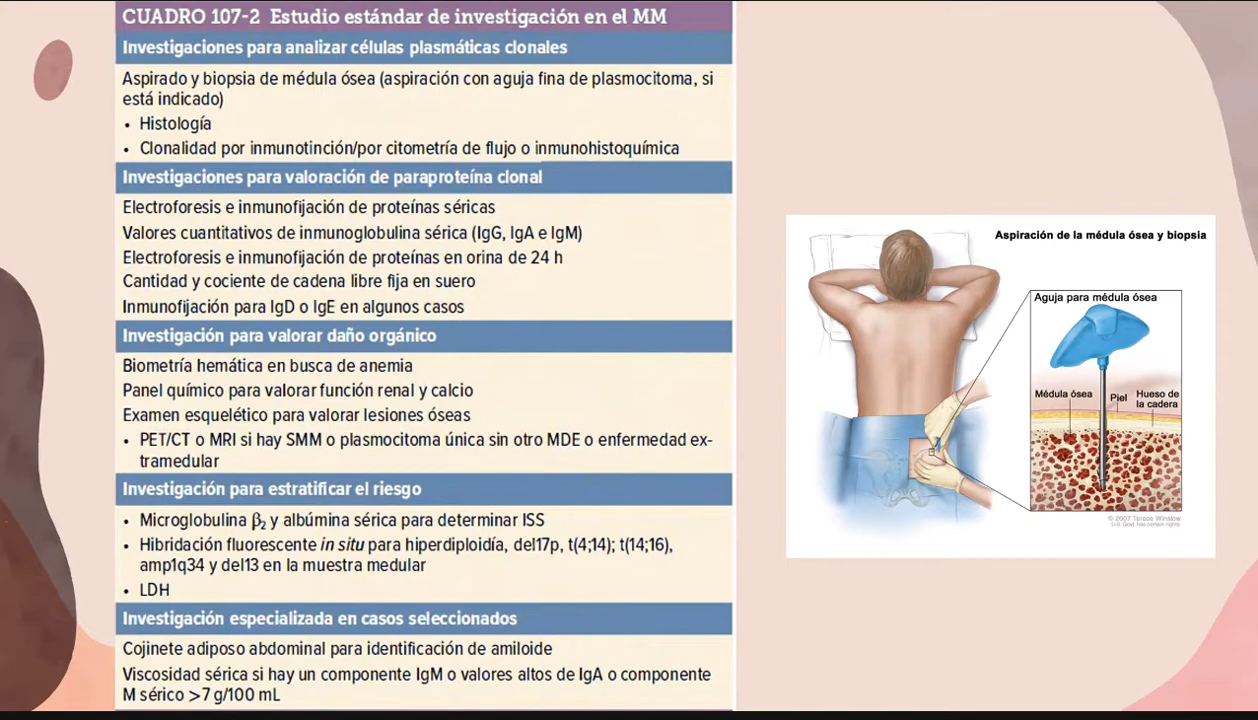 CUADRO 107-2 Estudio estándar de investigación en el MM
Investigaciones para analizar células plasmáticas clonales
Aspirado y biopsia de médula ósea (aspiración con aguja fina de plasmocitoma, si
está indicado)
• Histología
• Clonalidad por inmunotinción/por citometría de flujo o inmunohistoquímica
Investigaciones para valoración de paraproteína clonal
Electroforesis e inmunofijación de proteínas séricas
Valores cuantitativos de inmunoglobulina sérica (IgG, IgA e IgM)
Electroforesis e inmunofijación de proteínas en orina de 24 h
Cantidad y cociente de cadena libre fija en suero
Inmunofijación para IgD o IgE en algunos casos
Investigación para valorar daño orgánico
Biometría hemática en busca de anemia
Panel químico para valorar función renal y calcio
Examen esquelético para valorar lesiones óseas
• PET/CT o MRI si hay SMM o plasmocitoma única sin otro MDE o enfermedad ex-
tramedular
Investigación para estratificar el riesgo
• Microglobulina β₂ y albúmina sérica para determinar ISS
• Hibridación fluorescente in situ para hiperdiploidía, del17p, t(4;14); t(14;16),
amp1q34 y del13 en la muestra medular
• LDH
Investigación especializada en casos seleccionados
Cojinete adiposo abdominal para identificación de amiloide
Viscosidad sérica si hay un componente IgM o valores altos de IgA o componente
M sérico >7 g/100 mL
Aspiración de la médula ósea y biopsia
Aguja para médula ósea
Médula ósea
Piel
Hueso de
la cadera
© 2007 Terese Winslow
U.S. Govt. has certain rights